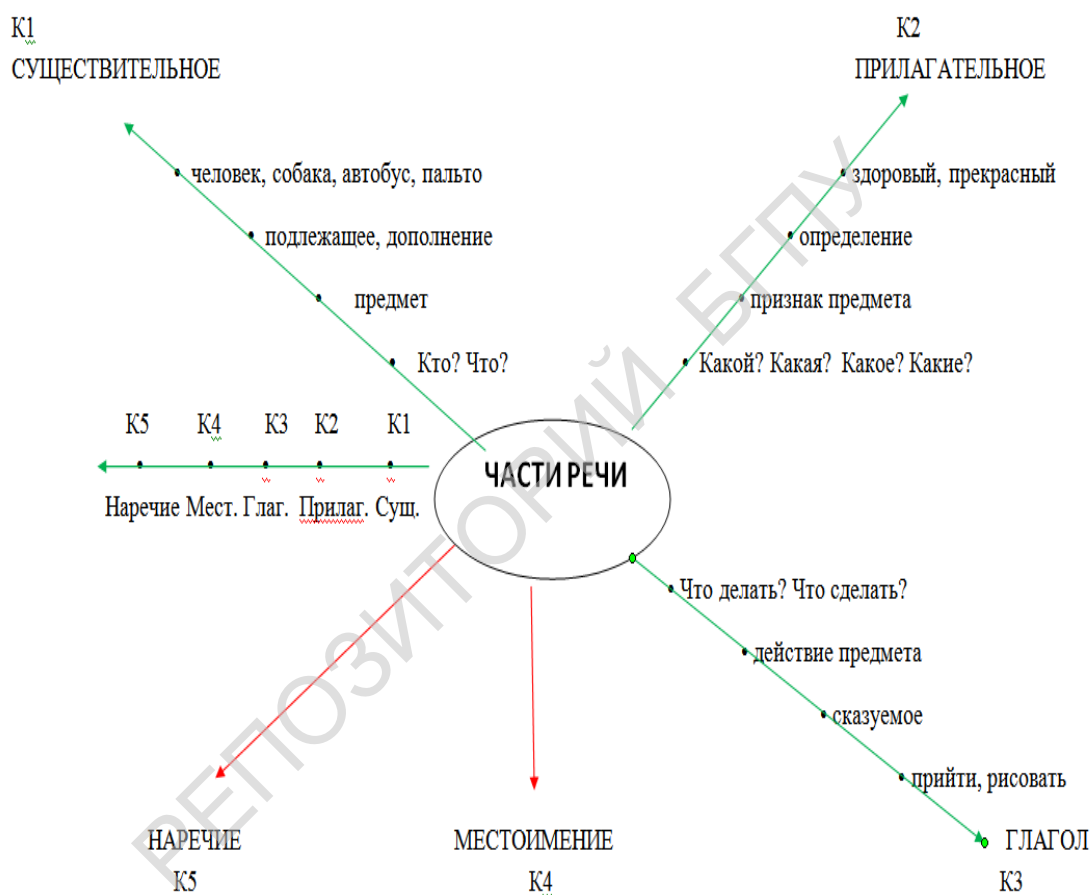 К1
К2
СУЩЕСТВИТЕЛЬНОЕ
ПРИЛАГАТЕЛЬНОЕ
человек, собака, автобус, пальто
здоровый, прекрасный
подлежащее, дополнение
определение
предмет
признак предмета
Кто? Что?
Какой? Какая? Какое? Какие?
К5 К4 К3 К2 К1
ЧАСТИ РЕЧИ
Наречие Мест. Глаг. Прилаг. Сущ.
Что делать? Что сделать?
действие предмета
сказуемое
прийти, рисовать
НАРЕЧИЕ
МЕСТОИМЕНИЕ
ГЛАГОЛ
К5
К4
К3
РЕПОЗИТОРИЙ БГПУ